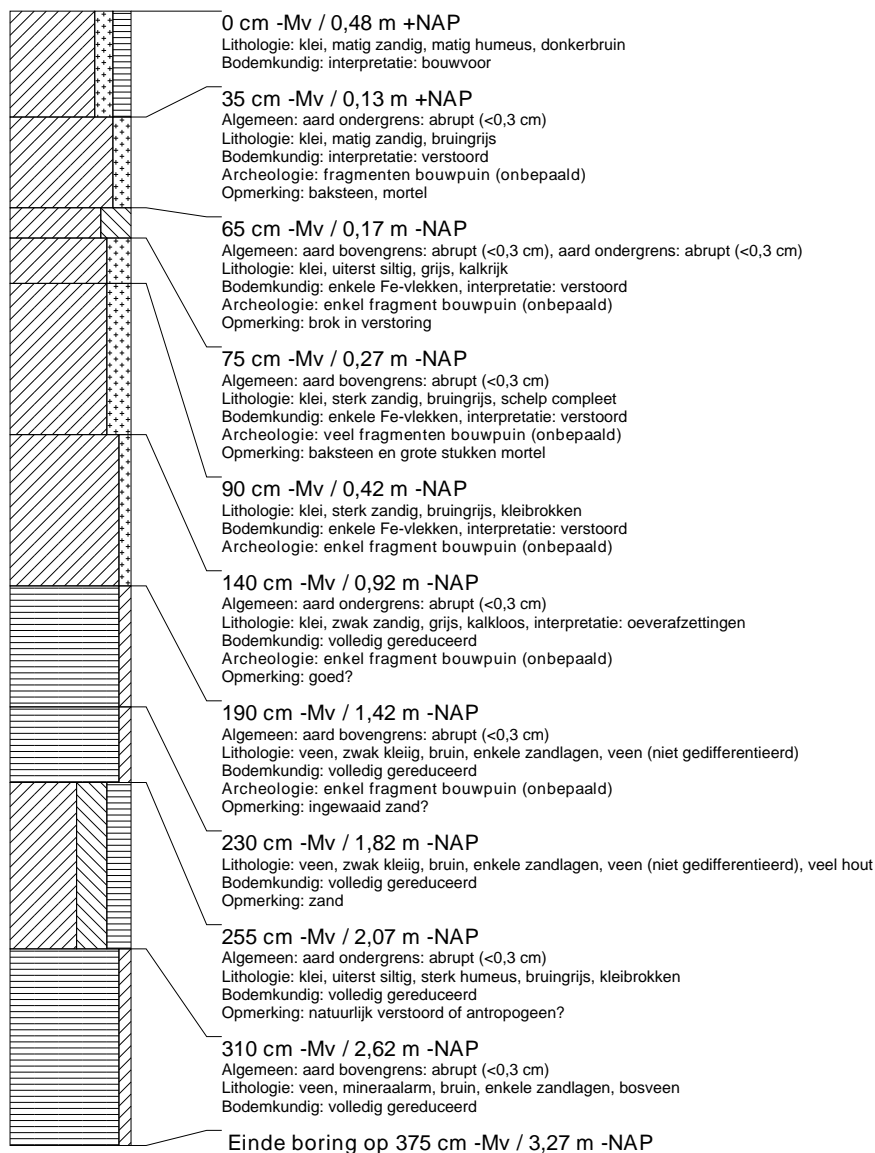 0 cm -Mv / 0,48 m +NAP
Lithologie: klei, matig zandig, matig humeus, donkerbruin
Bodemkundig: interpretatie: bouwvoor
35 cm -Mv / 0,13 m +NAP
Algemeen: aard ondergrens: abrupt (<0,3 cm)
Lithologie: klei, matig zandig, bruingrijs
Bodemkundig: interpretatie: verstoord
Archeologie: fragmenten bouwpuin (onbepaald)
Opmerking: baksteen, mortel
65 cm -Mv / 0,17 m -NAP
Algemeen: aard bovengrens: abrupt (<0,3 cm), aard ondergrens: abrupt (<0,3 cm)
Lithologie: klei, uiterst siltig, grijs, kalkrijk
Bodemkundig: enkele Fe-vlekken, interpretatie: verstoord
Archeologie: enkel fragment bouwpuin (onbepaald)
Opmerking: brok in verstoring
75 cm -Mv / 0,27 m -NAP
Algemeen: aard bovengrens: abrupt (<0,3 cm)
Lithologie: klei, sterk zandig, bruingrijs, schelp compleet
Bodemkundig: enkele Fe-vlekken, interpretatie: verstoord
Archeologie: veel fragmenten bouwpuin (onbepaald)
Opmerking: baksteen en grote stukken mortel
90 cm -Mv / 0,42 m -NAP
Lithologie: klei, sterk zandig, bruingrijs, kleibrokken
Bodemkundig: enkele Fe-vlekken, interpretatie: verstoord
Archeologie: enkel fragment bouwpuin (onbepaald)
140 cm -Mv / 0,92 m -NAP
Algemeen: aard ondergrens: abrupt (<0,3 cm)
Lithologie: klei, zwak zandig, grijs, kalkloos, interpretatie: oeverafzettingen
Bodemkundig: volledig gereduceerd
Archeologie: enkel fragment bouwpuin (onbepaald)
Opmerking: goed?
190 cm -Mv / 1,42 m -NAP
Algemeen: aard bovengrens: abrupt (<0,3 cm)
Lithologie: veen, zwak kleiig, bruin, enkele zandlagen, veen (niet gedifferentieerd)
Bodemkundig: volledig gereduceerd
Archeologie: enkel fragment bouwpuin (onbepaald)
Opmerking: ingewaaid zand?
230 cm -Mv / 1,82 m -NAP
Lithologie: veen, zwak kleiig, bruin, enkele zandlagen, veen (niet gedifferentieerd), veel hout
Bodemkundig: volledig gereduceerd
Opmerking: zand
255 cm -Mv / 2,07 m -NAP
Algemeen: aard ondergrens: abrupt (<0,3 cm)
Lithologie: klei, uiterst siltig, sterk humeus, bruingrijs, kleibrokken
Bodemkundig: volledig gereduceerd
Opmerking: natuurlijk verstoord of antropogeen?
310 cm -Mv / 2,62 m -NAP
Algemeen: aard bovengrens: abrupt (<0,3 cm)
Lithologie: veen, mineraalarm, bruin, enkele zandlagen, bosveen
Bodemkundig: volledig gereduceerd
Einde boring op 375 cm -Mv / 3,27 m -NAP